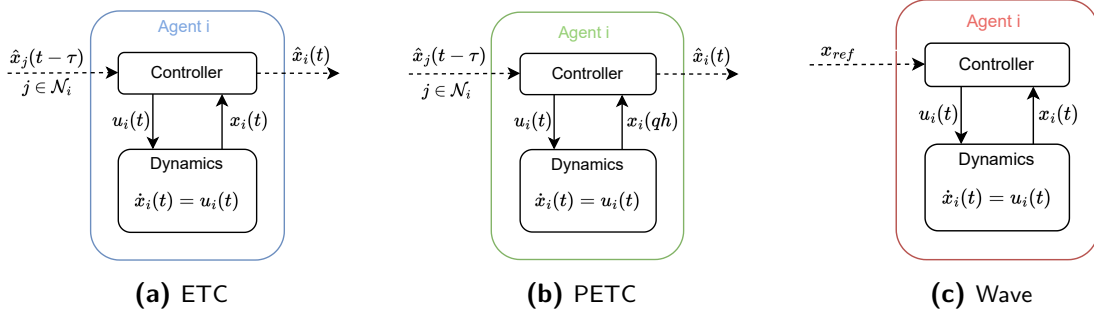 Agent i
x̂_j(t − τ)
j ∈ 𝒩_i
Controller
x̂_i(t)
u_i(t)
x_i(t)
Dynamics
ẋ_i(t) = u_i(t)
(a) ETC
Agent i
x̂_j(t − τ)
j ∈ 𝒩_i
Controller
x̂_i(t)
u_i(t)
x_i(qh)
Dynamics
ẋ_i(t) = u_i(t)
(b) PETC
Agent i
x_ref
Controller
u_i(t)
x_i(t)
Dynamics
ẋ_i(t) = u_i(t)
(c) Wave